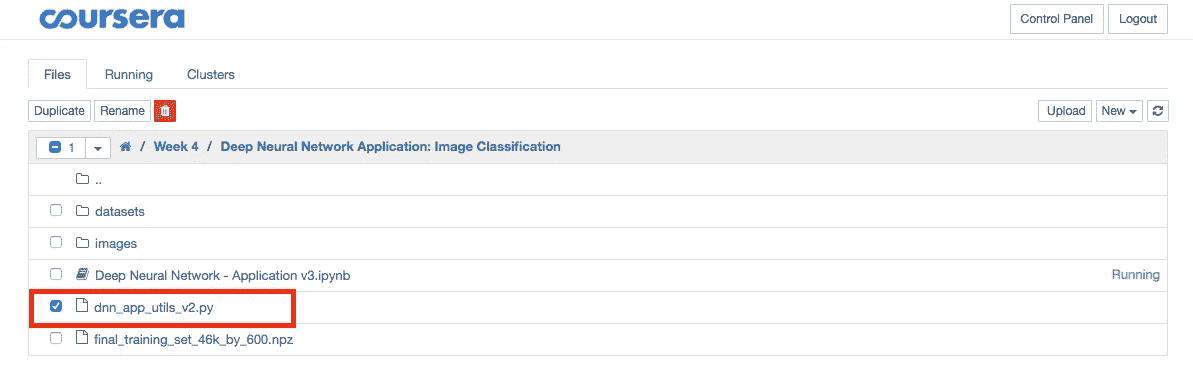 coursera Control Panel Logout
Files Running Clusters
Duplicate Rename Upload New
1 / Week 4 / Deep Neural Network Application: Image Classification
..
datasets
images
Deep Neural Network - Application v3.ipynb Running
dnn_app_utils_v2.py
final_training_set_46k_by_600.npz